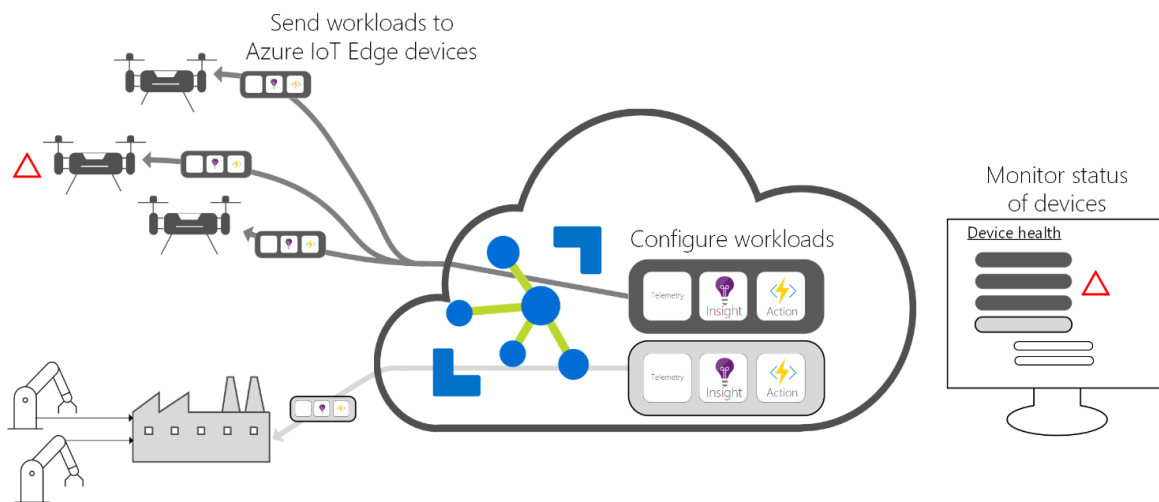 Send workloads to
Azure IoT Edge devices
Monitor status
of devices
Device health
Configure workloads
Telemetry
Insight
Action
Telemetry
Insight
Action